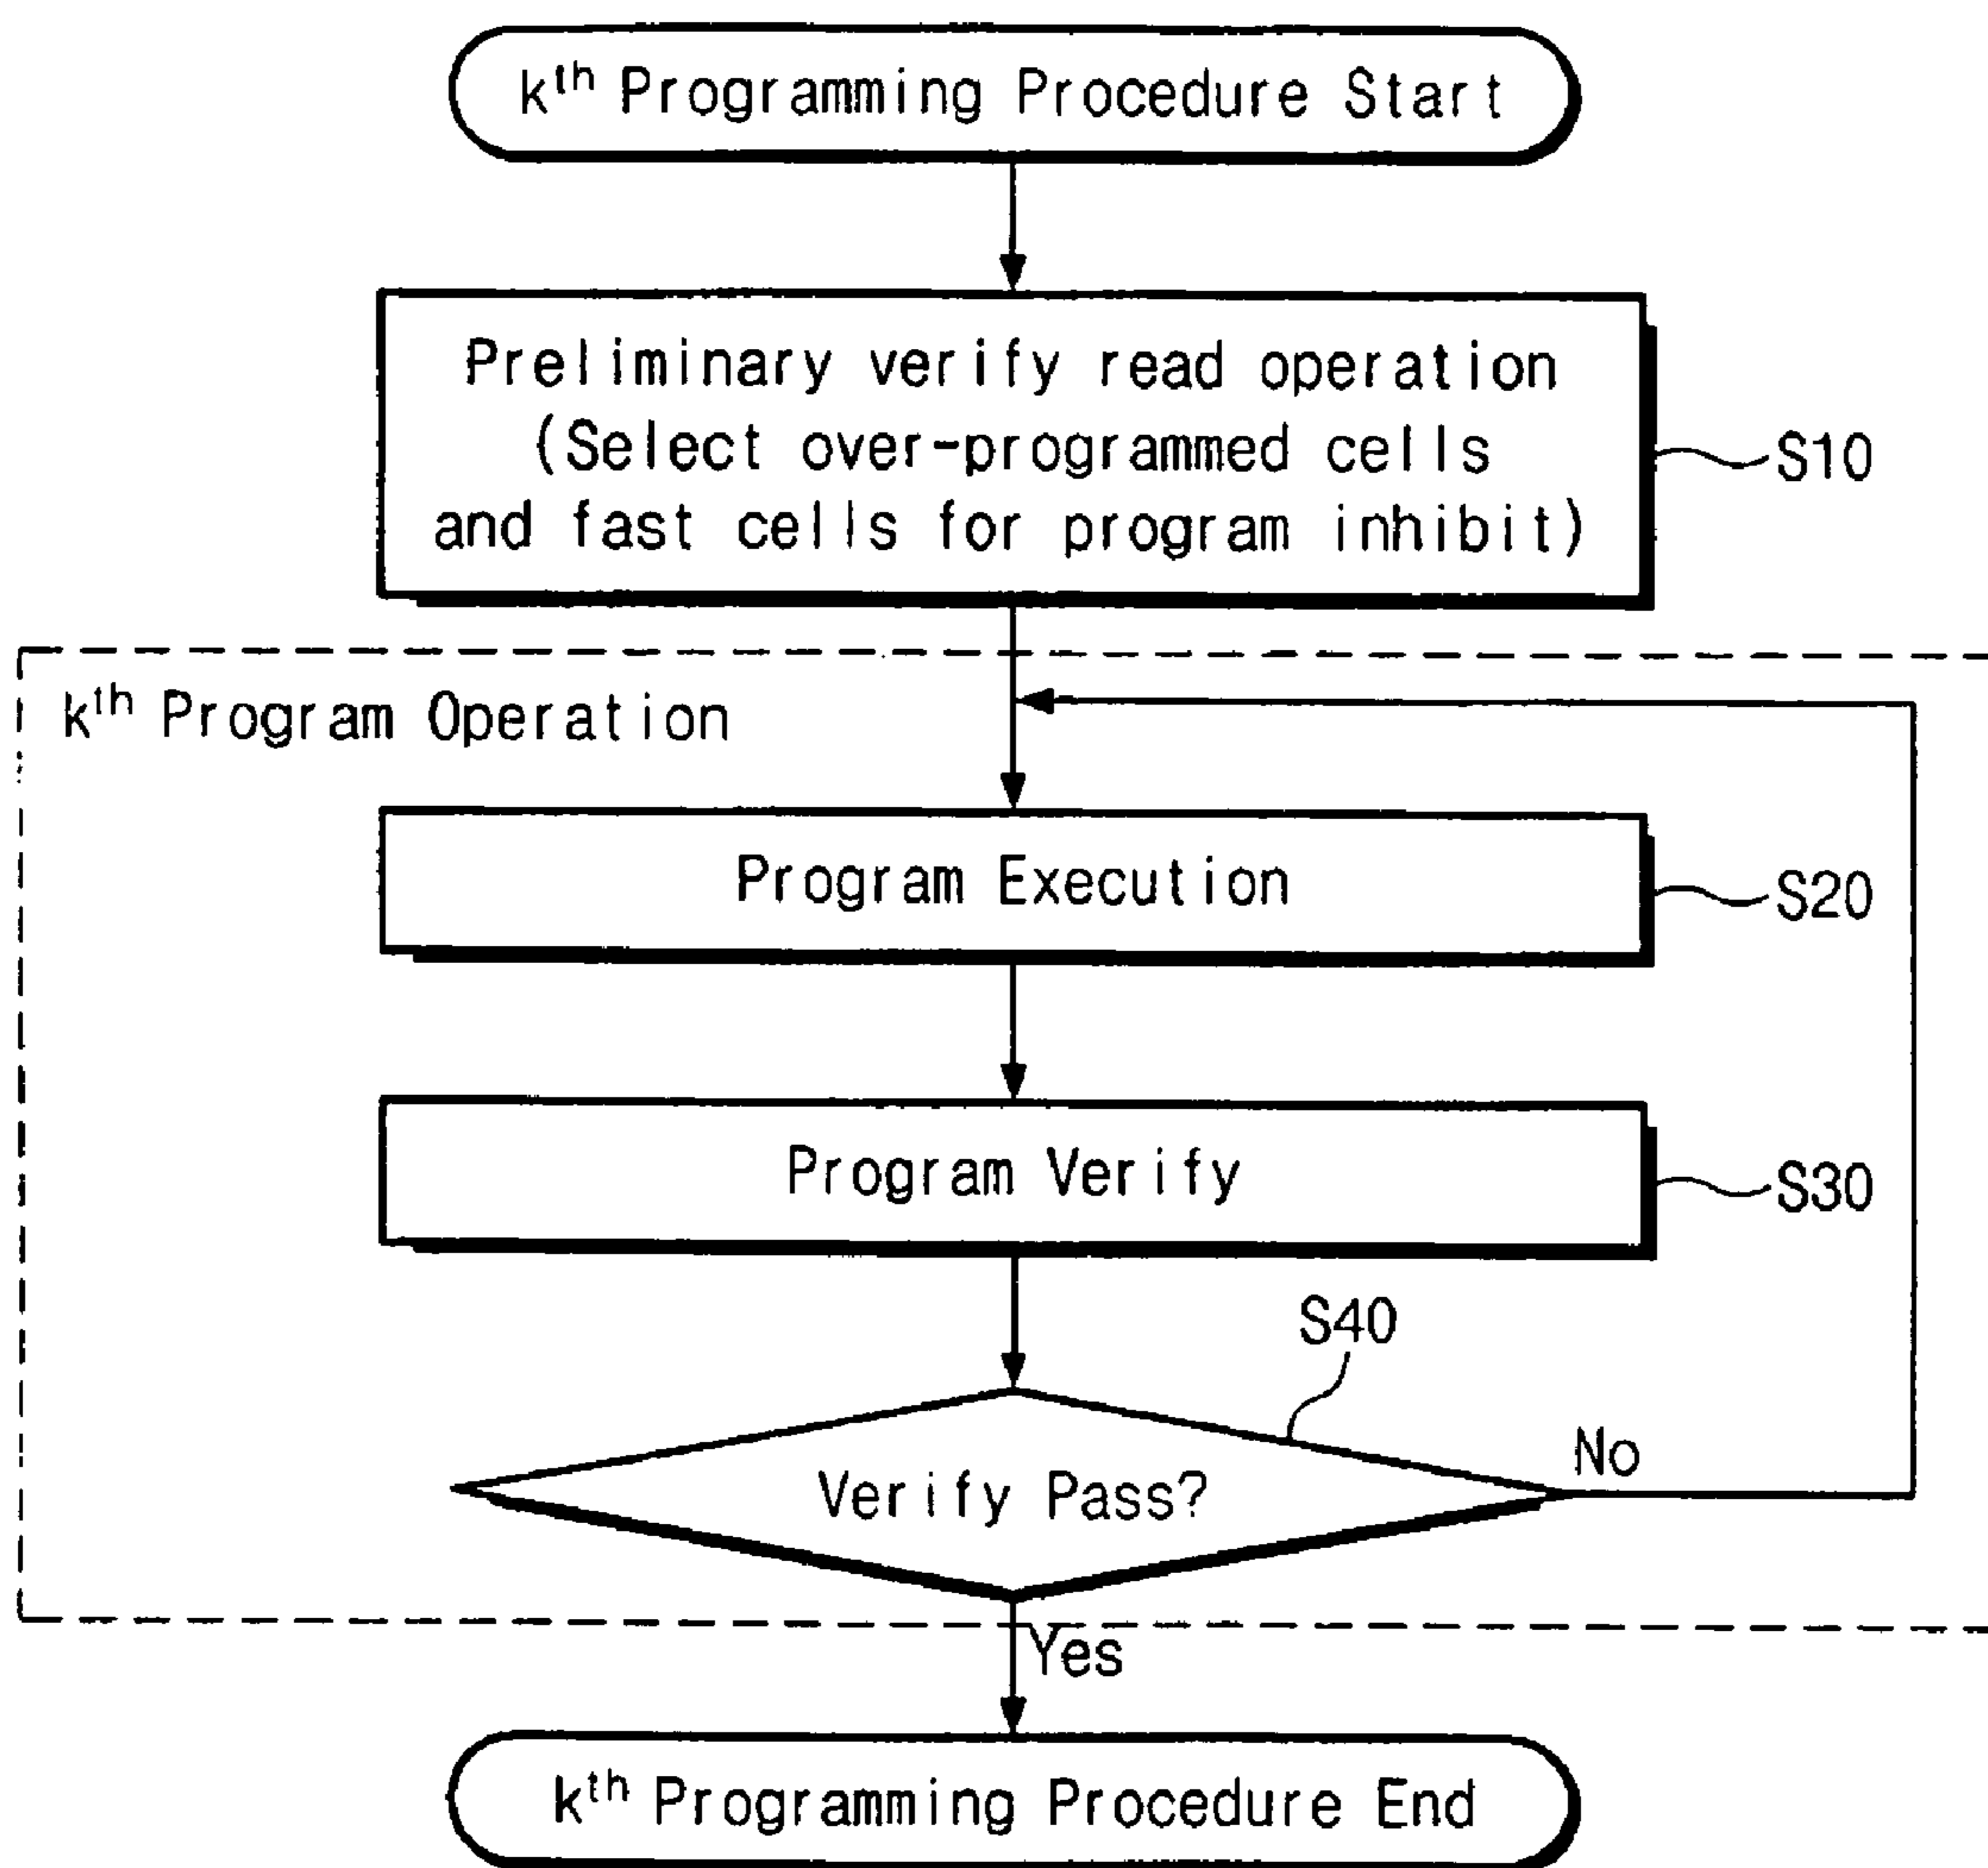 kth Programming Procedure Start
Preliminary verify read operation
(Select over-programmed cells
and fast cells for program inhibit)
S10
kth Program Operation
Program Execution
S20
Program Verify
S30
S40
Verify Pass?
No
Yes
kth Programming Procedure End